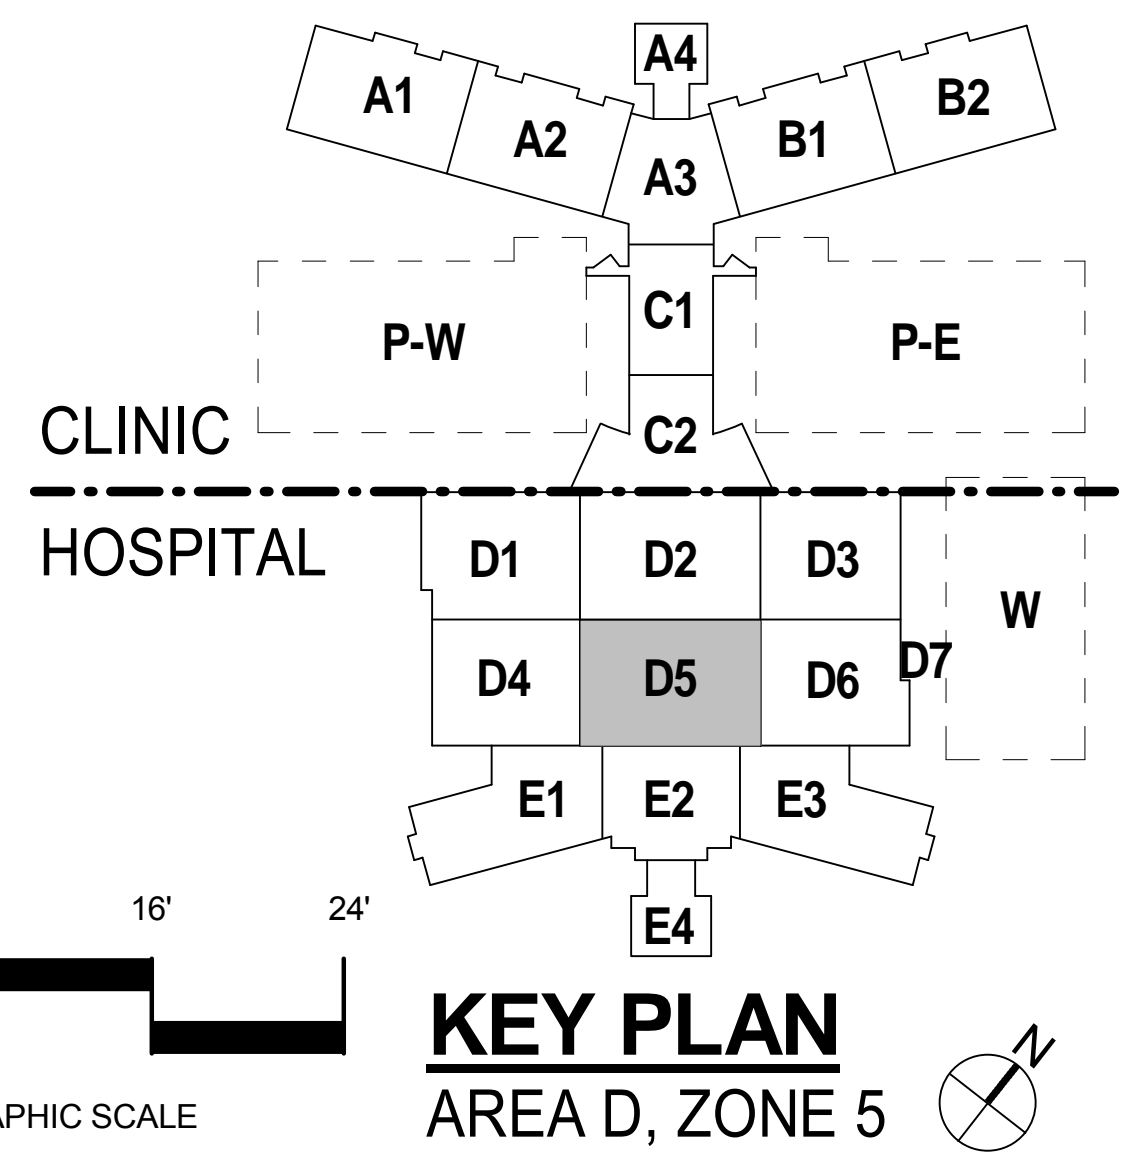 A4
A1
B2
A2
B1
A3
C1
P-W
P-E
C2
CLINIC
HOSPITAL
D1
D2
D3
W
D4
D5
D6
D7
E1
E2
E3
E4
16' 24'
KEY PLAN
N
AREA D, ZONE 5
APHIC SCALE